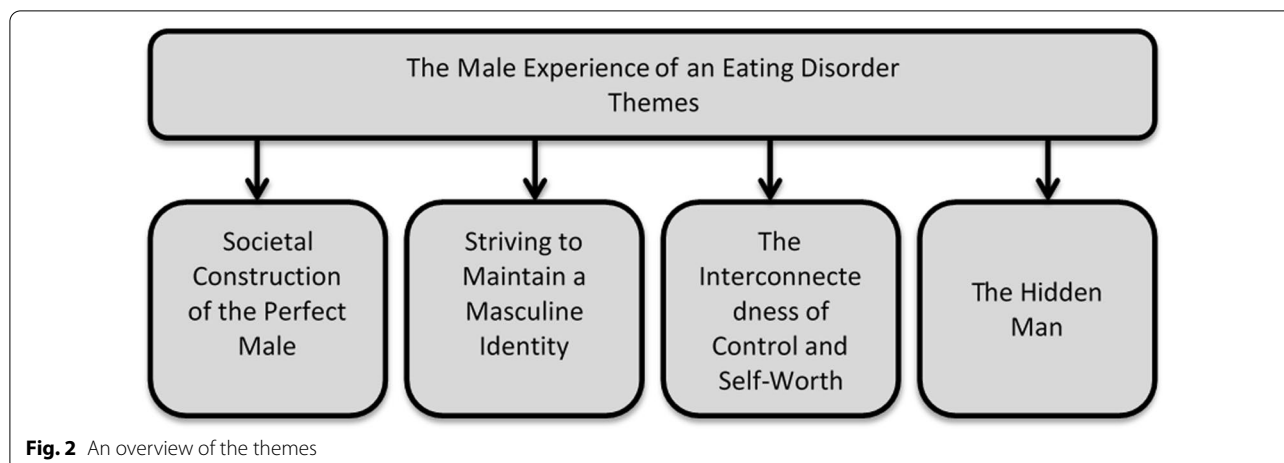 The Male Experience of an Eating Disorder
Themes
Societal
Construction
of the Perfect
Male
Striving to
Maintain a
Masculine
Identity
The
Interconnecte
dness of
Control and
Self-Worth
The Hidden
Man
Fig. 2 An overview of the themes